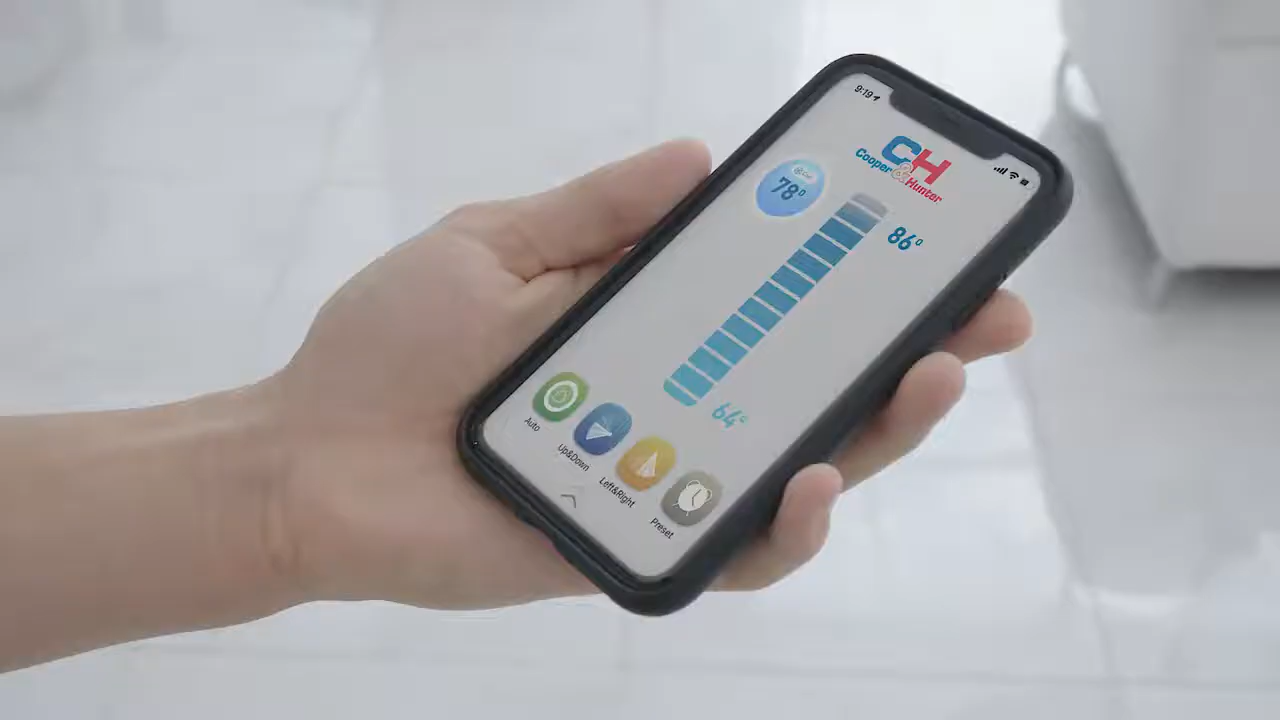 9:19
CH
Cooper & Hunter
78°
86°
64°
Auto
Up&Down
Left&Right
Preset